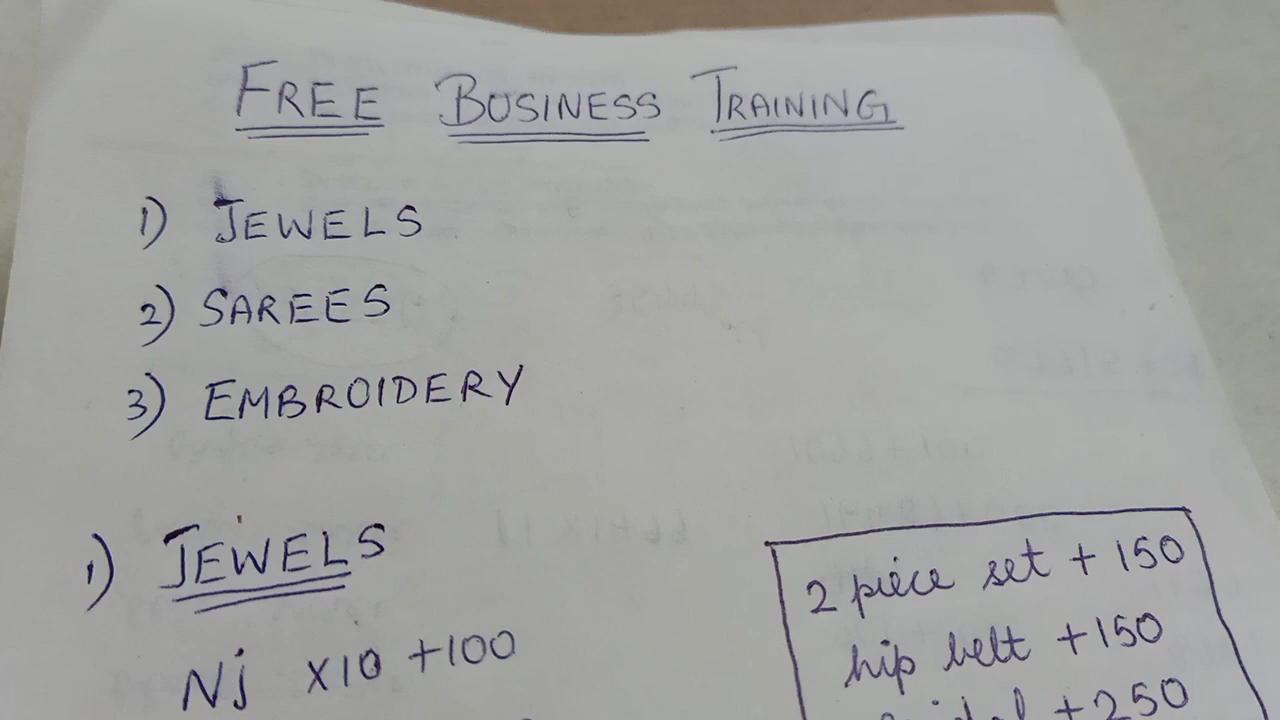 FREE BUSINESS TRAINING
1) JEWELS
2) SAREES
3) EMBROIDERY
1) JEWELS
Nj x10 +100
2 piece set + 150
hip belt +150
+250